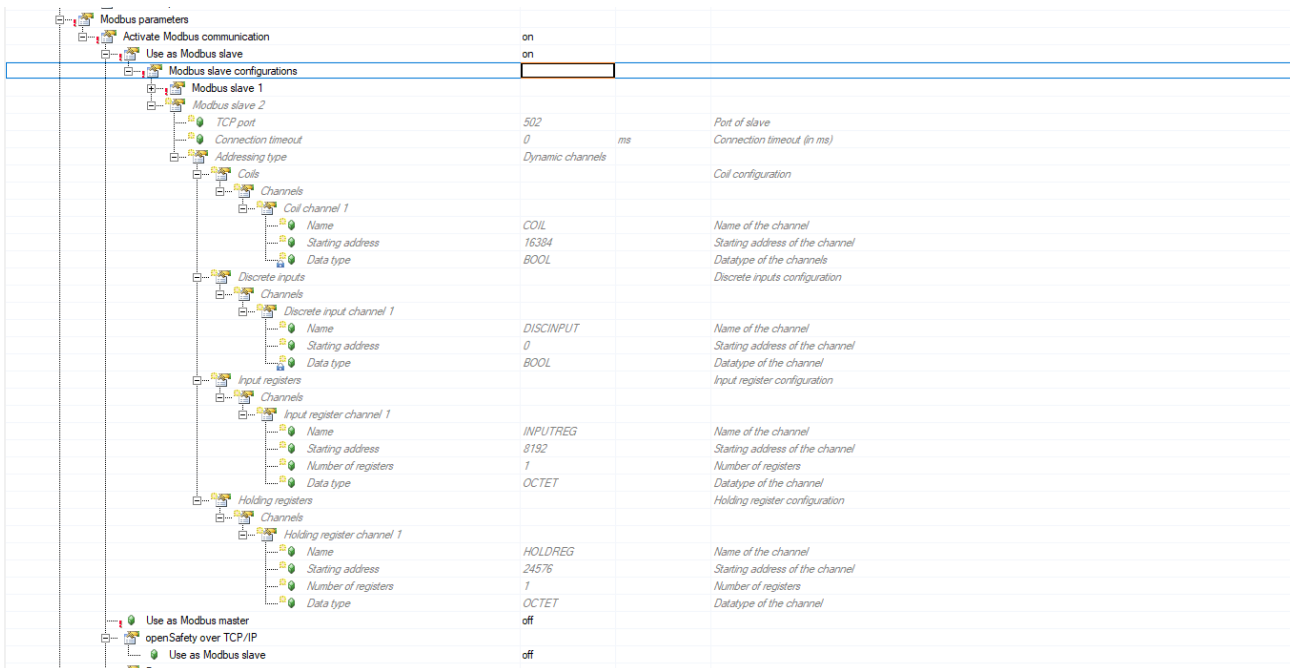 Modbus parameters
Activate Modbus communication on
Use as Modbus slave on
Modbus slave configurations
Modbus slave 1
Modbus slave 2
TCP port 502 Port of slave
Connection timeout 0 ms Connection timeout (in ms)
Addressing type Dynamic channels
Coils Coil configuration
Channels
Coil channel 1
Name COIL Name of the channel
Starting address 16384 Starting address of the channel
Data type BOOL Datatype of the channels
Discrete inputs Discrete inputs configuration
Channels
Discrete input channel 1
Name DISCINPUT Name of the channel
Starting address 0 Starting address of the channel
Data type BOOL Datatype of the channel
Input registers Input register configuration
Channels
Input register channel 1
Name INPUTREG Name of the channel
Starting address 8192 Starting address of the channel
Number of registers 1 Number of registers
Data type OCTET Datatype of the channel
Holding registers Holding register configuration
Channels
Holding register channel 1
Name HOLDREG Name of the channel
Starting address 24576 Starting address of the channel
Number of registers 1 Number of registers
Data type OCTET Datatype of the channel
Use as Modbus master off
openSafety over TCP/IP
Use as Modbus slave off